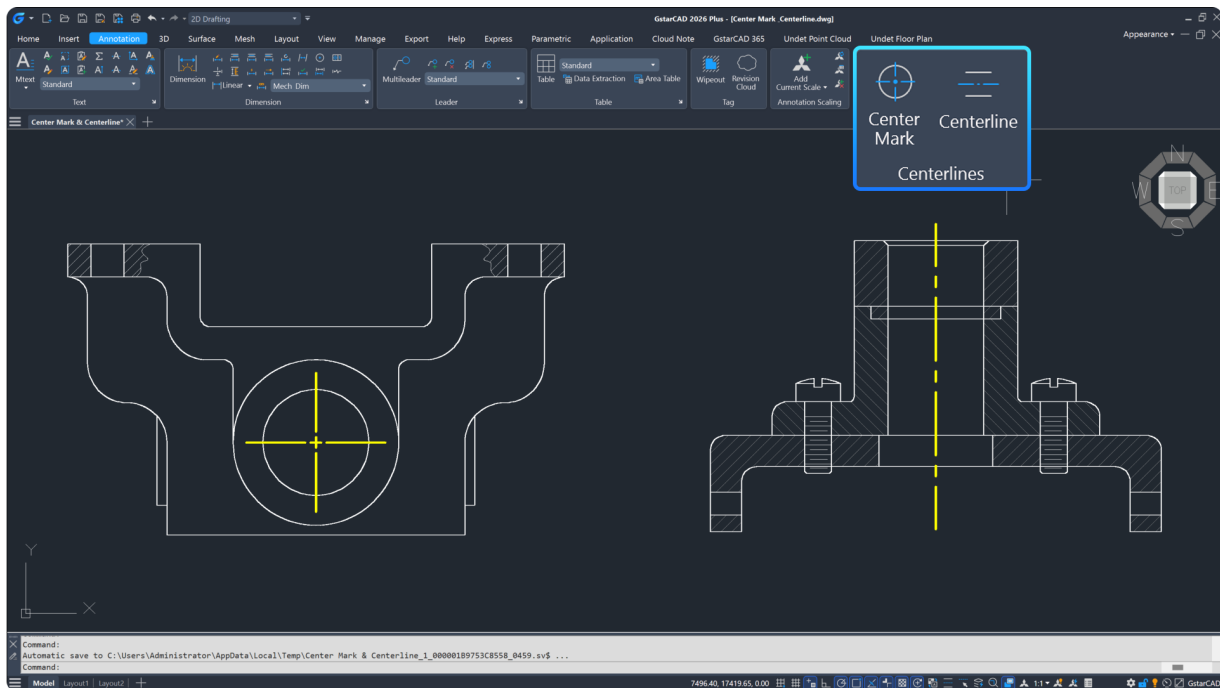 2D Drafting
GstarCAD 2026 Plus - [Center Mark _Centerline.dwg]
Home Insert Annotation 3D Surface Mesh Layout View Manage Export Help Express Parametric Application Cloud Note GstarCAD 365 Undet Point Cloud Undet Floor Plan
Appearance
Mtext
Standard
Text
Dimension
Linear
Mech_Dim
Dimension
Multileader
Standard
Leader
Table
Standard
Data Extraction
Area Table
Table
Wipeout
Revision
Cloud
Tag
Add
Current Scale
Annotation Scaling
Center
Mark
Centerline
Centerlines
Center Mark & Centerline*
N
W
TOP
E
S
Y
X
Command:
Automatic save to C:\Users\Administrator\AppData\Local\Temp\Center Mark & Centerline_1_00000189753C8558_0459.sv$ ...
Command:
Model Layout1 Layout2
7496.40, 17419.65, 0.00
1:1
GstarCAD